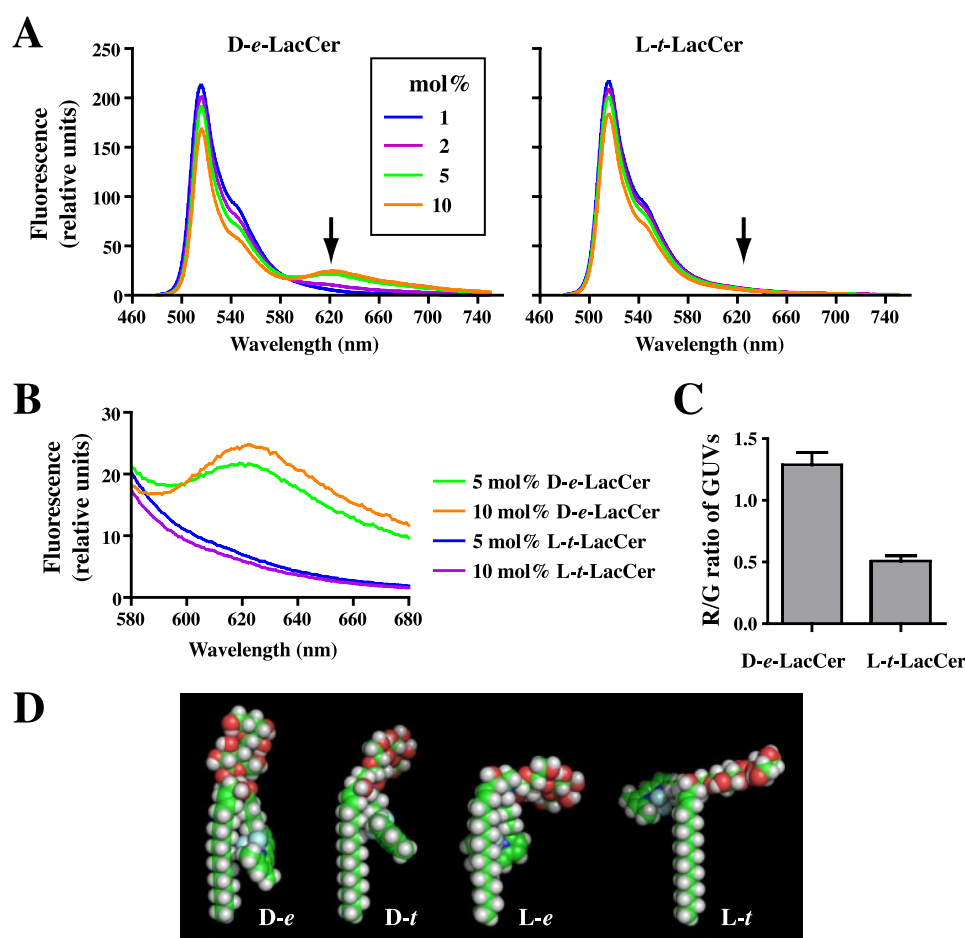 A
D-e-LacCer
L-t-LacCer
250
200
150
100
50
0
Fluorescence
(relative units)
mol%
1
2
5
10
460 500 540 580 620 660 700 740
460 500 540 580 620 660 700 740
Wavelength (nm)
Wavelength (nm)
B
30
20
10
0
Fluorescence
(relative units)
580 600 620 640 660 680
Wavelength (nm)
5 mol% D-e-LacCer
10 mol% D-e-LacCer
5 mol% L-t-LacCer
10 mol% L-t-LacCer
C
1.5
1.0
0.5
0.0
R/G ratio of GUVs
D-e-LacCer L-t-LacCer
D
D-e D-t L-e L-t